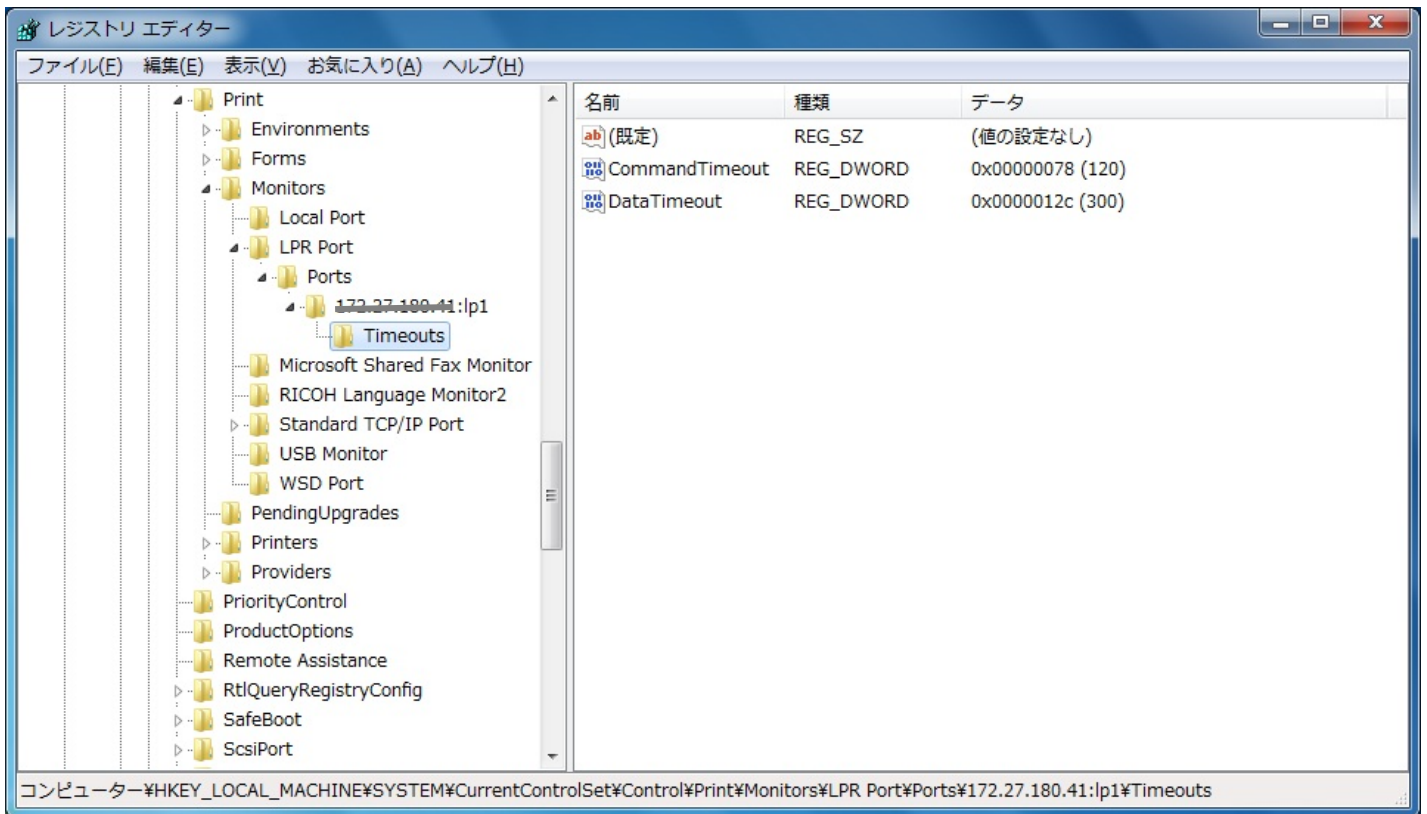 レジストリ エディター
ファイル(F) 編集(E) 表示(V) お気に入り(A) ヘルプ(H)
Print
Environments
Forms
Monitors
Local Port
LPR Port
Ports
172.27.180.41:lp1
Timeouts
Microsoft Shared Fax Monitor
RICOH Language Monitor2
Standard TCP/IP Port
USB Monitor
WSD Port
PendingUpgrades
Printers
Providers
PriorityControl
ProductOptions
Remote Assistance
RtlQueryRegistryConfig
SafeBoot
ScsiPort
名前 種類 データ
(既定) REG_SZ (値の設定なし)
CommandTimeout REG_DWORD 0x00000078 (120)
DataTimeout REG_DWORD 0x0000012c (300)
コンピューター¥HKEY_LOCAL_MACHINE¥SYSTEM¥CurrentControlSet¥Control¥Print¥Monitors¥LPR Port¥Ports¥172.27.180.41:lp1¥Timeouts